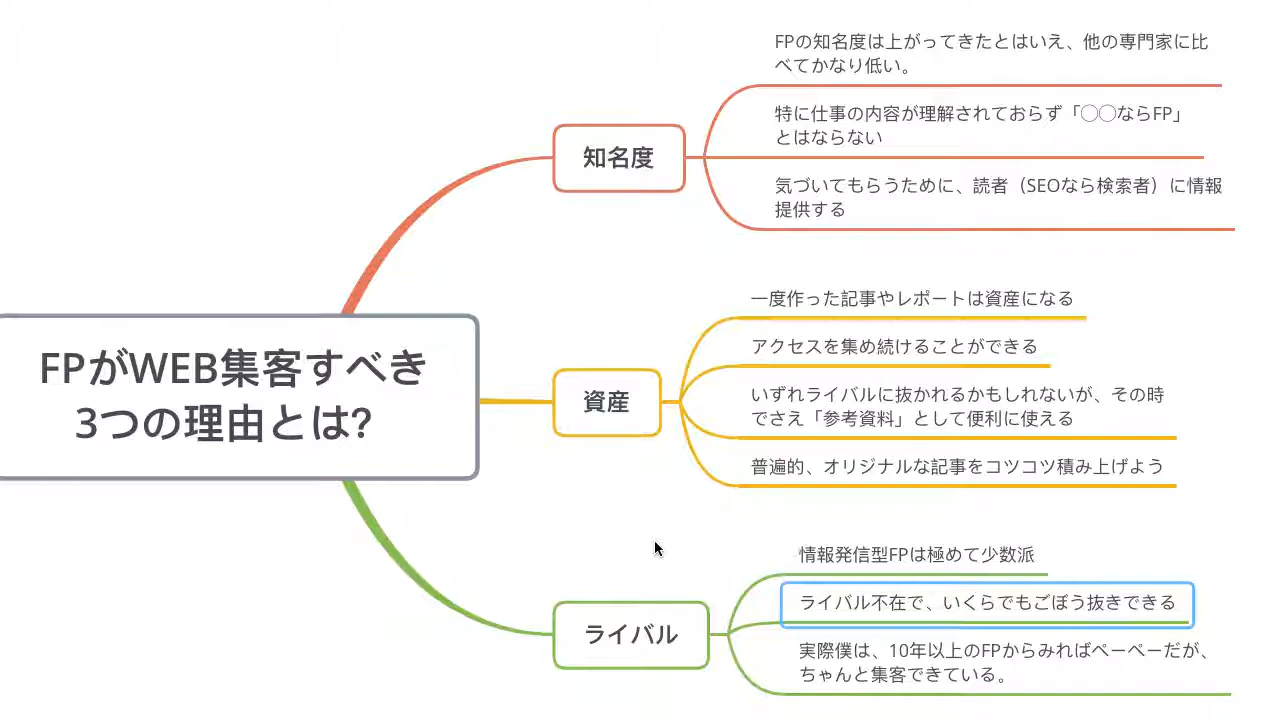 FPがWEB集客すべき
3つの理由とは?
知名度
FPの知名度は上がってきたとはいえ、他の専門家に比
べてかなり低い。
特に仕事の内容が理解されておらず「◯◯ならFP」
とはならない
気づいてもらうために、読者（SEOなら検索者）に情報
提供する
資産
一度作った記事やレポートは資産になる
アクセスを集め続けることができる
いずれライバルに抜かれるかもしれないが、その時
でさえ「参考資料」として便利に使える
普遍的、オリジナルな記事をコツコツ積み上げよう
ライバル
情報発信型FPは極めて少数派
ライバル不在で、いくらでもごぼう抜きできる
実際僕は、10年以上のFPからみればペーペーだが、
ちゃんと集客できている。